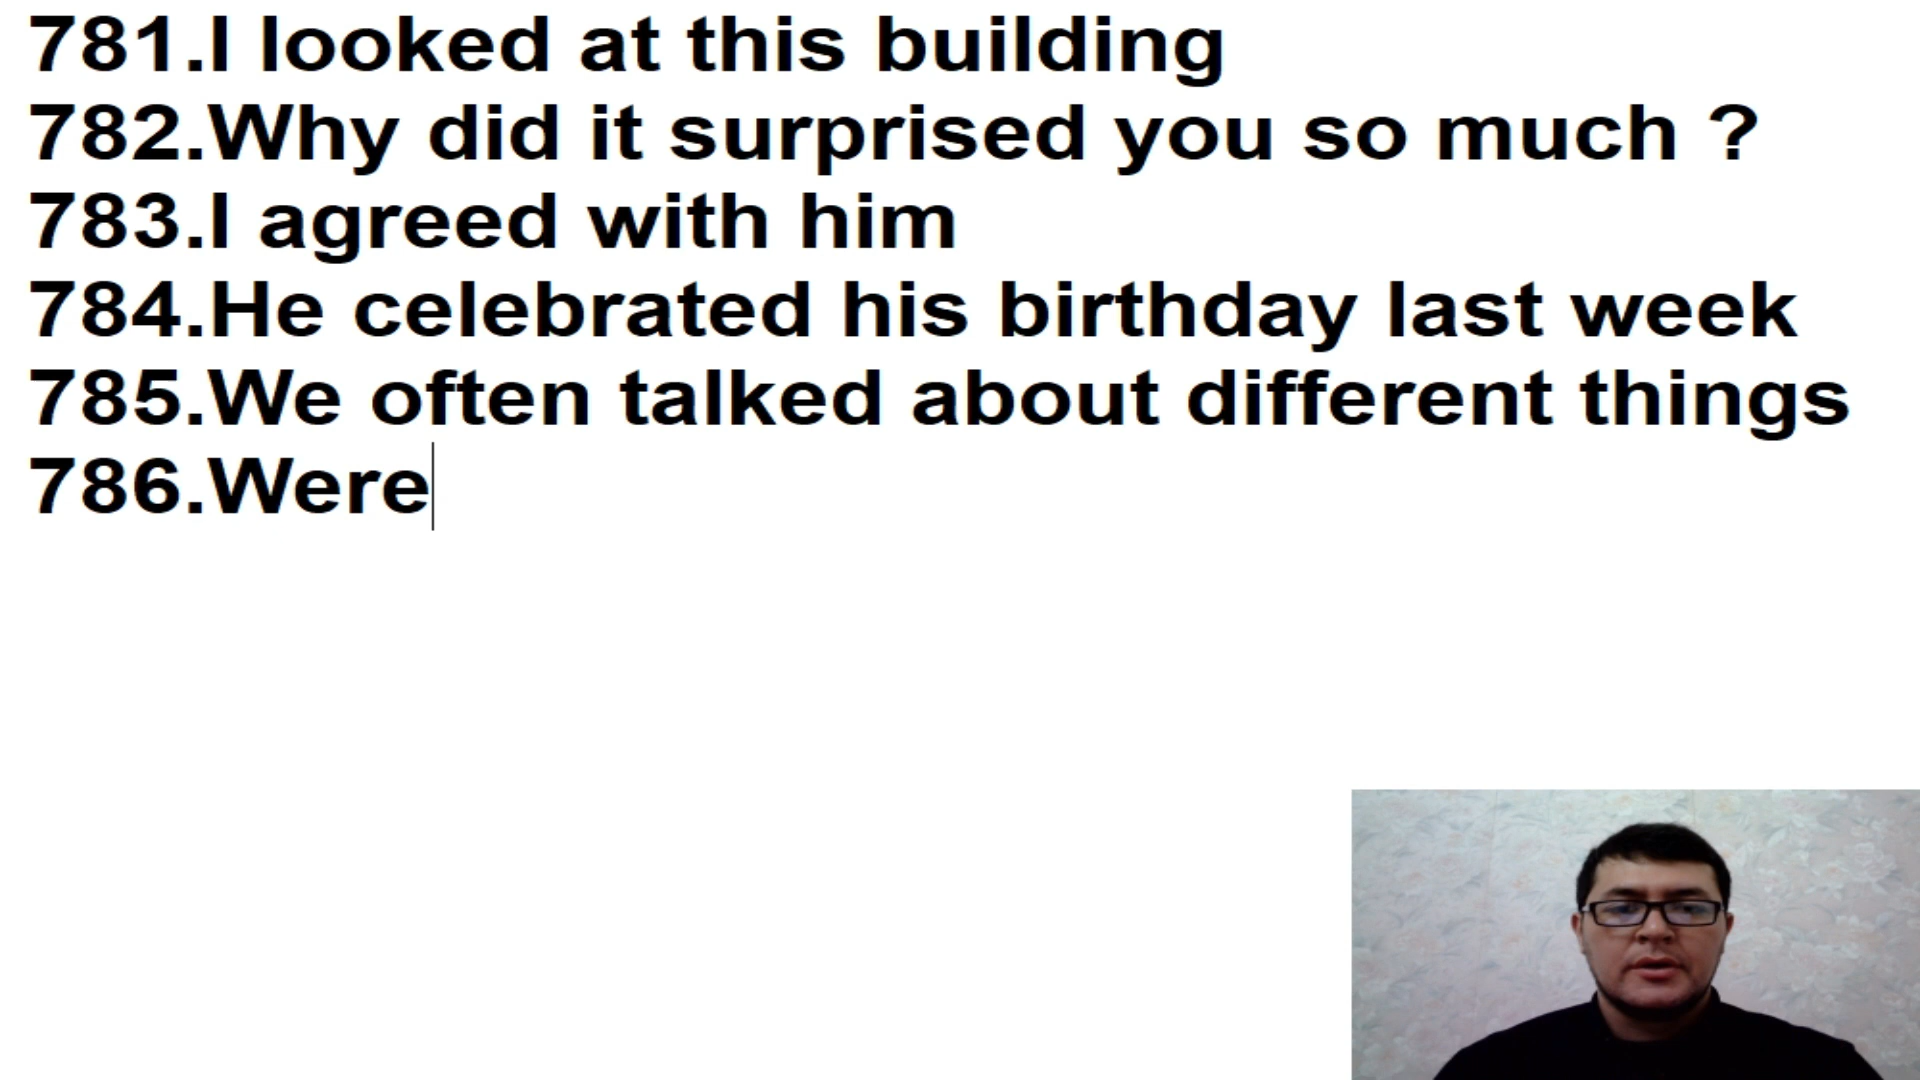 781.I looked at this building
782.Why did it surprised you so much ?
783.I agreed with him
784.He celebrated his birthday last week
785.We often talked about different things
786.Were